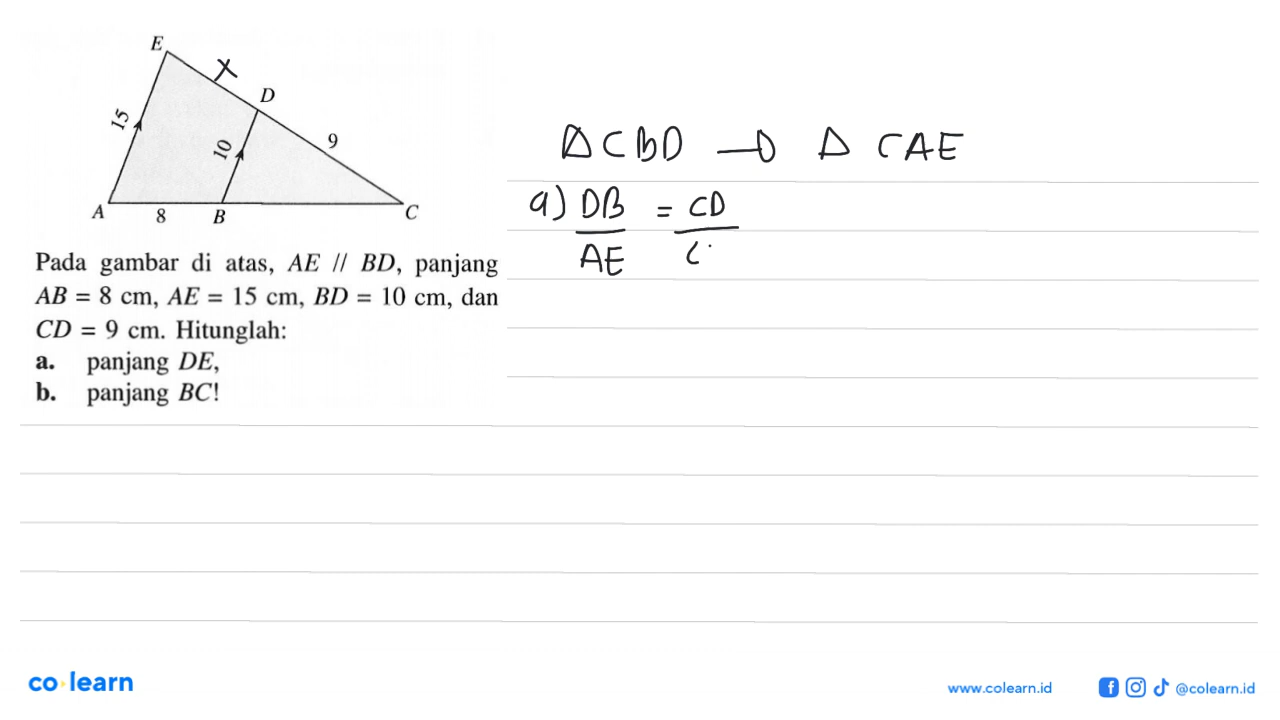 E
X
D
15
10
9
A 8 B C
Pada gambar di atas, AE // BD, panjang
AB = 8 cm, AE = 15 cm, BD = 10 cm, dan
CD = 9 cm. Hitunglah:
a. panjang DE,
b. panjang BC!
Δ CBD → Δ CAE
a) DB = CD
AE C
co learn
www.colearn.id
@colearn.id